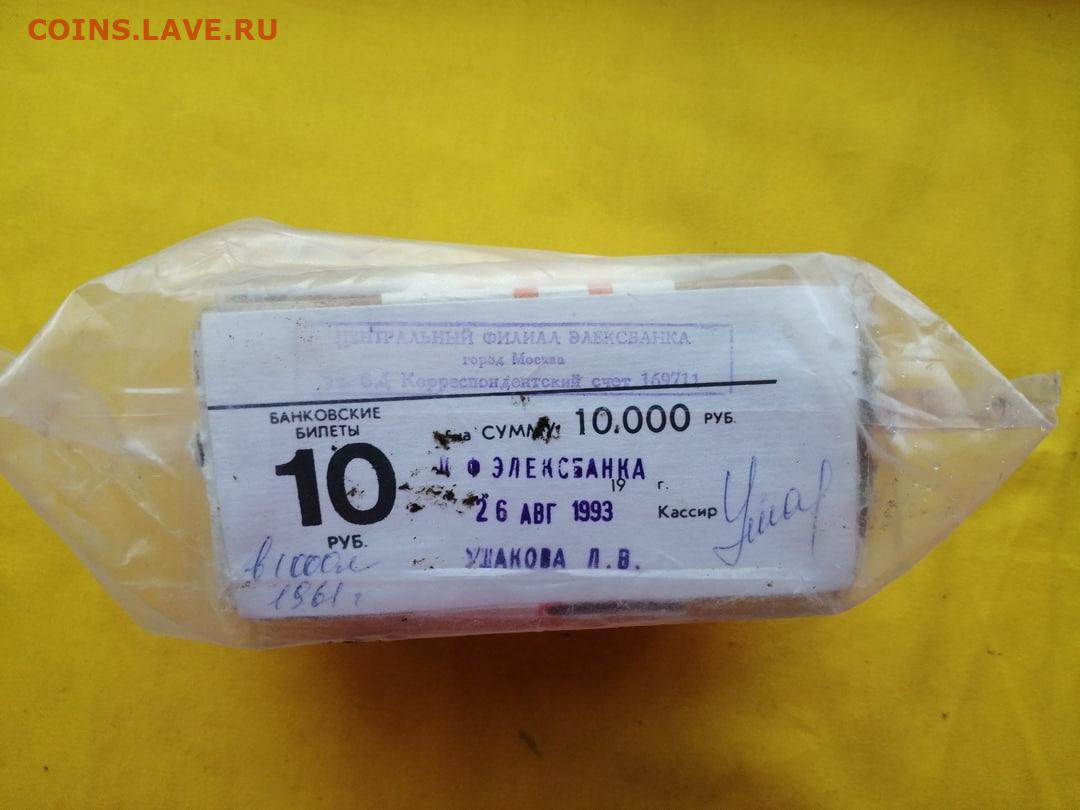 COINS.LAVE.RU
ЦЕНТРАЛЬНЫЙ ФИЛИАЛ ЭЛЕКСБАНКА
город Москва
Корреспондентский счет 169711
БАНКОВСКИЕ
БИЛЕТЫ
10
РУБ.
СУММУ 10.000 РУБ.
Ц Ф ЭЛЕКСБАНКА
19 г.
26 АВГ 1993
Кассир
УШАКОВА Л.В.
1961 г